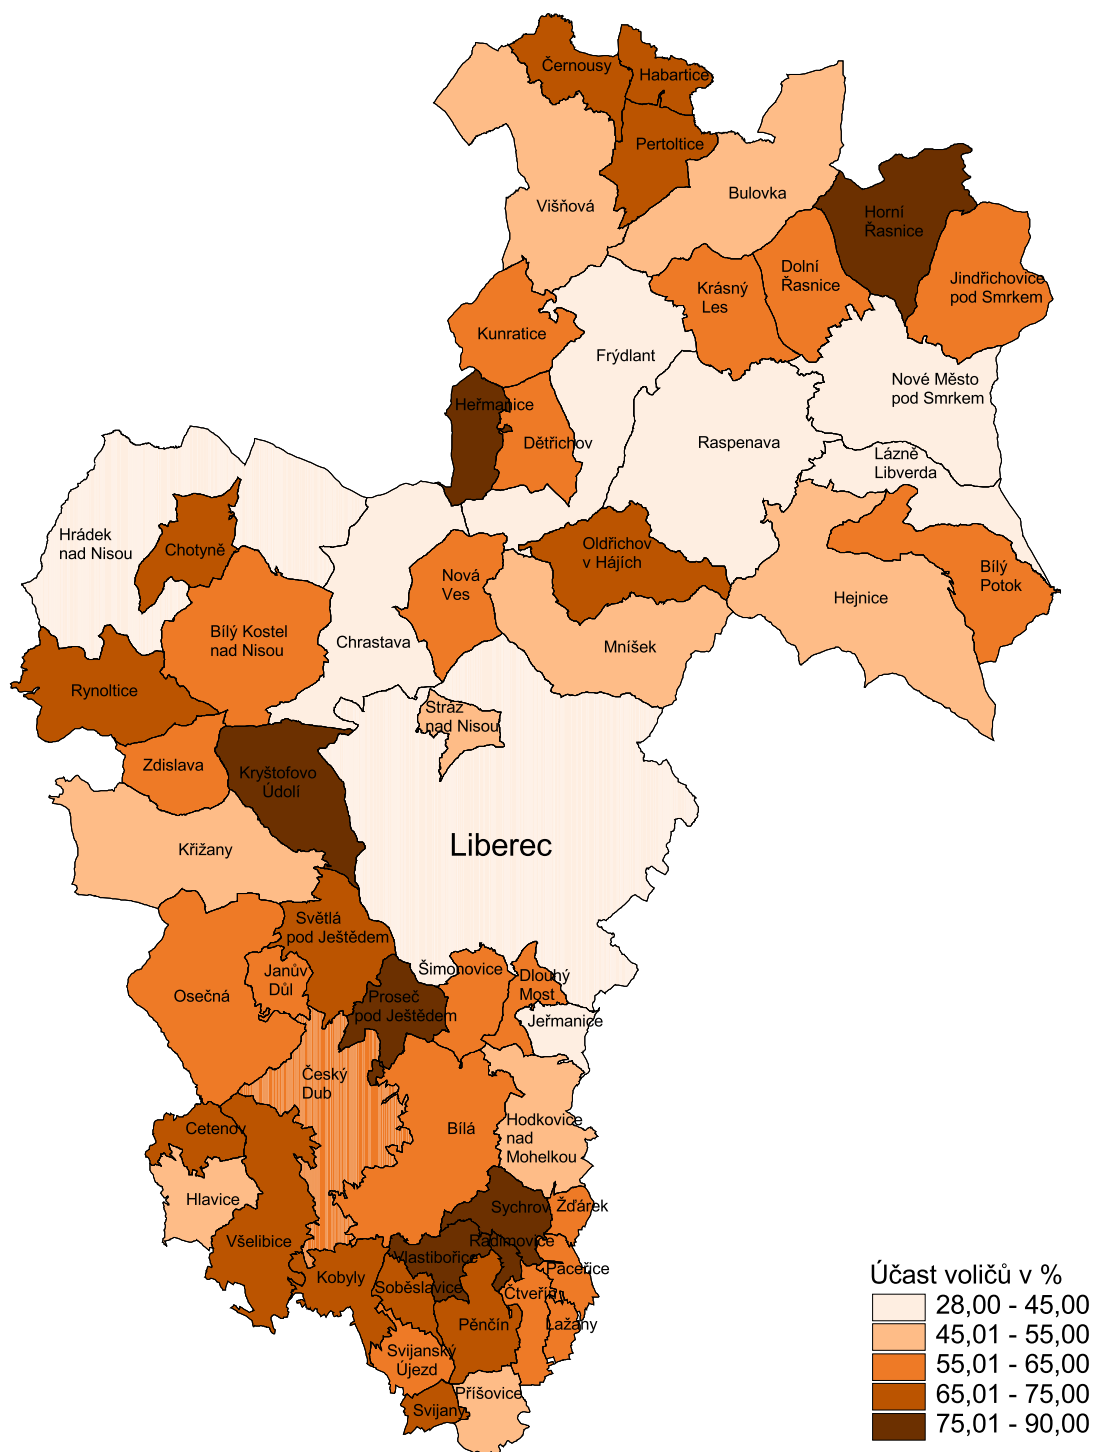 Černousy
Habartice
Pertoltice
Višňová
Bulovka
Horní
Řasnice
Dolní
Řasnice
Jindřichovice
pod Smrkem
Krásný
Les
Kunratice
Frýdlant
Nové Město
pod Smrkem
Heřmanice
Dětřichov
Raspenava
Lázně
Libverda
Hrádek
nad Nisou
Chotyně
Oldřichov
v Hájích
Nová
Ves
Bílý
Potok
Hejnice
Bílý Kostel
nad Nisou
Chrastava
Mníšek
Rynoltice
Stráž
nad Nisou
Zdislava
Kryštofovo
Údolí
Liberec
Křižany
Světlá
pod Ještědem
Šimonovice
Janův
Důl
Dlouhý
Most
Osečná
Proseč
pod Ještědem
Jeřmanice
Český
Dub
Cetenov
Bílá
Hodkovice
nad
Mohelkou
Hlavice
Sychrov
Žďárek
Všelibice
Radimovice
Vlastibořice
Paceřice
Kobyly
Soběslavice
Čtveřín
Pěnčín
Lažany
Svijanský
Újezd
Příšovice
Svijany
Účast voličů v %
28,00 - 45,00
45,01 - 55,00
55,01 - 65,00
65,01 - 75,00
75,01 - 90,00